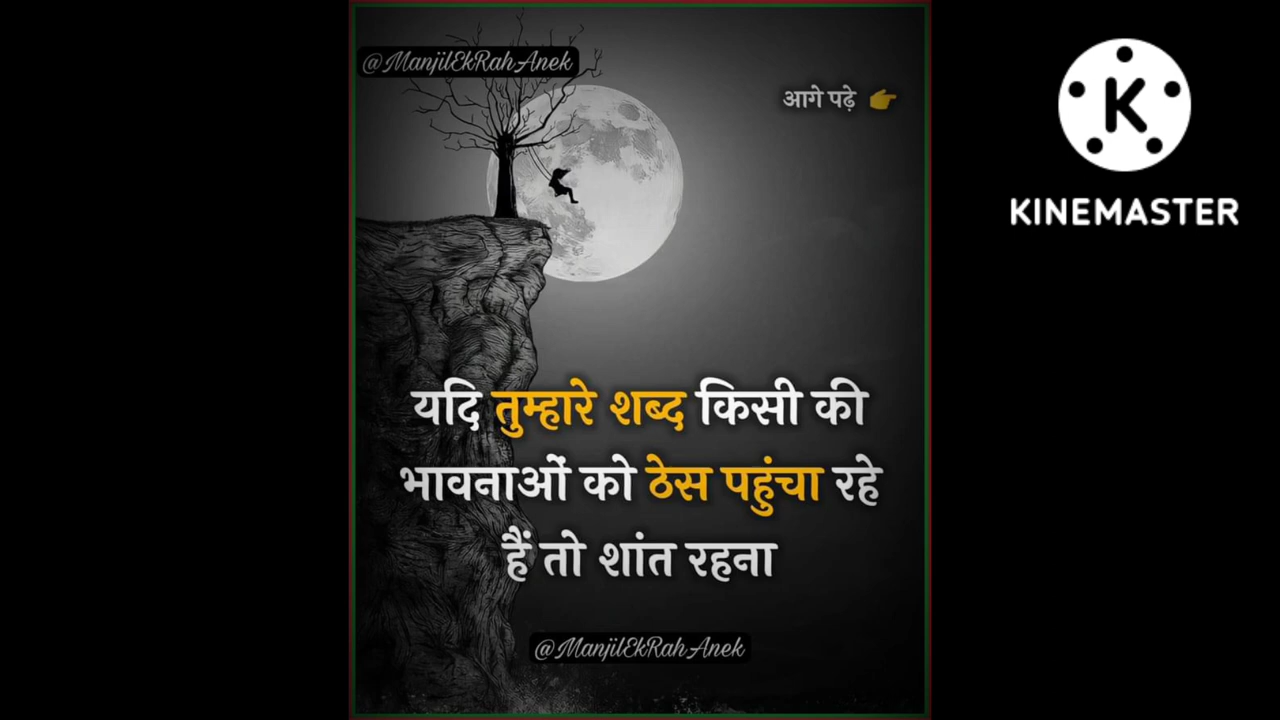 @ManjilEkRahAnek
आगे पढ़े 👉
KINEMASTER
यदि तुम्हारे शब्द किसी की
भावनाओं को ठेस पहुंचा रहे
हैं तो शांत रहना
@ManjilEkRahAnek